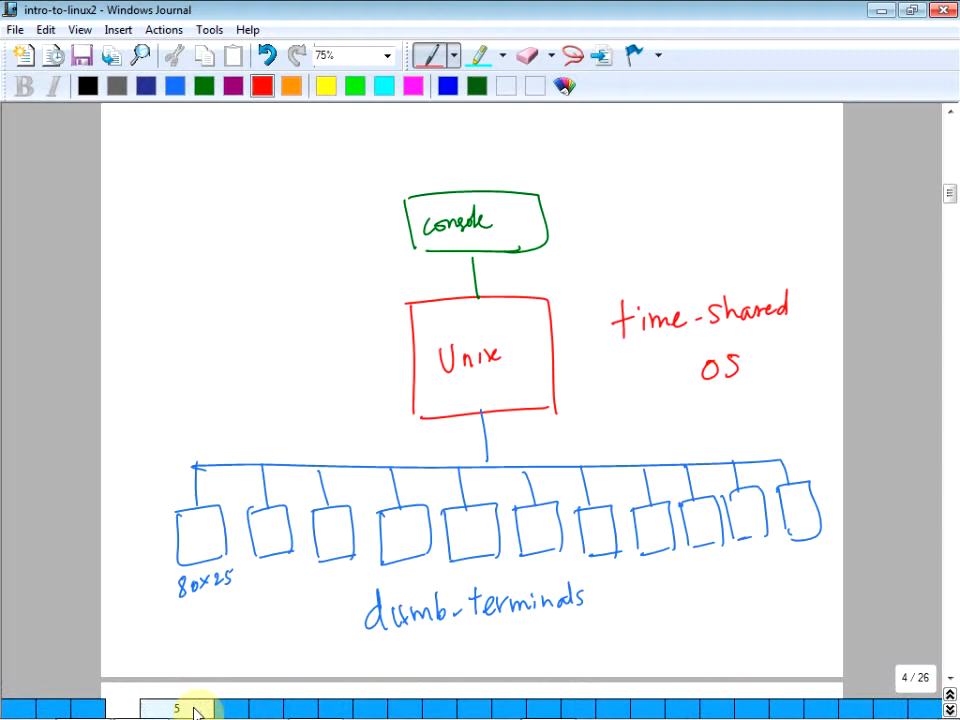 intro-to-linux2 - Windows Journal
File Edit View Insert Actions Tools Help
75%
B I
console
Unix
time-shared
OS
80x25
dumb-terminals
4 / 26
5